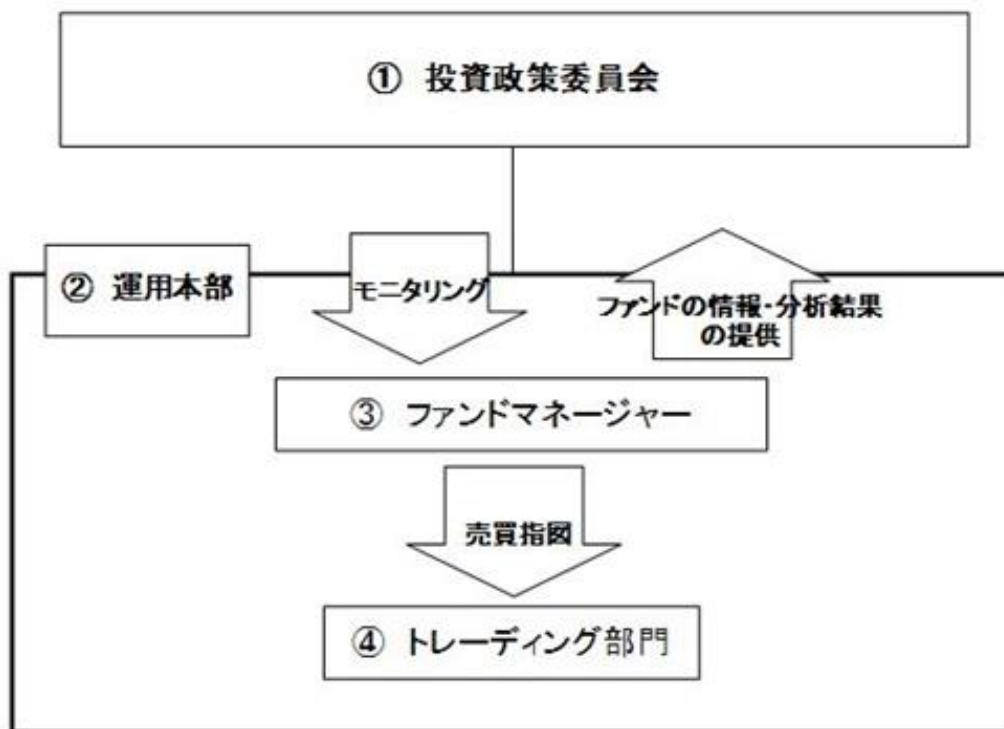 ① 投資政策委員会
② 運用本部
モニタリング
ファンドの情報・分析結果
の提供
③ ファンドマネージャー
売買指図
④ トレーディング部門